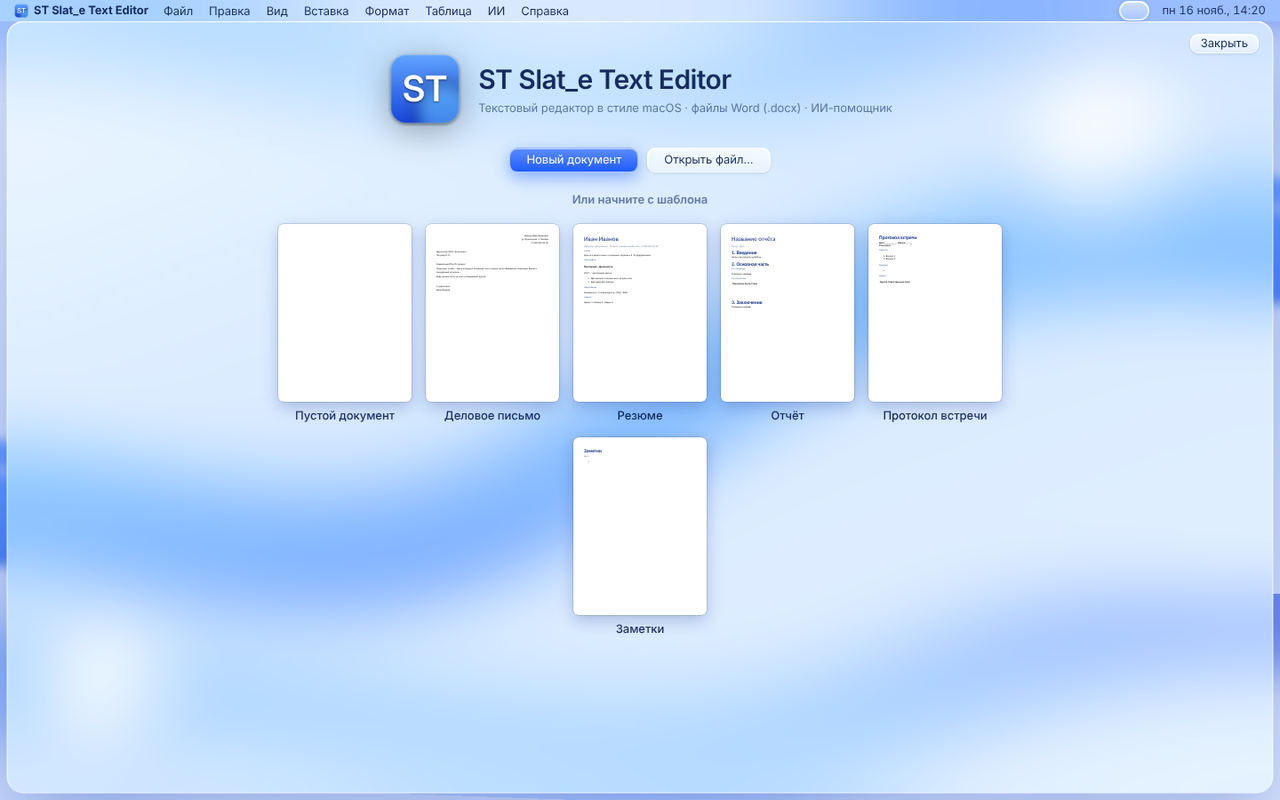 ST ST Slat_e Text Editor Файл Правка Вид Вставка Формат Таблица ИИ Справка пн 16 нояб., 14:20
Закрыть
ST
ST Slat_e Text Editor
Текстовый редактор в стиле macOS · файлы Word (.docx) · ИИ-помощник
Новый документ Открыть файл...
Или начните с шаблона
Иван Иванов
Название отчёта
1. Введение
2. Основная часть
3. Заключение
Протокол встречи
Пустой документ Деловое письмо Резюме Отчёт Протокол встречи
Заметки
Заметки